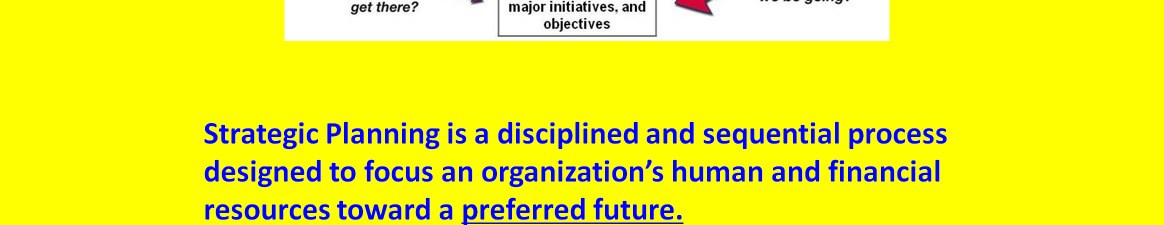 get there?
major initiatives, and
objectives
Strategic Planning is a disciplined and sequential process
designed to focus an organization's human and financial
resources toward a preferred future.